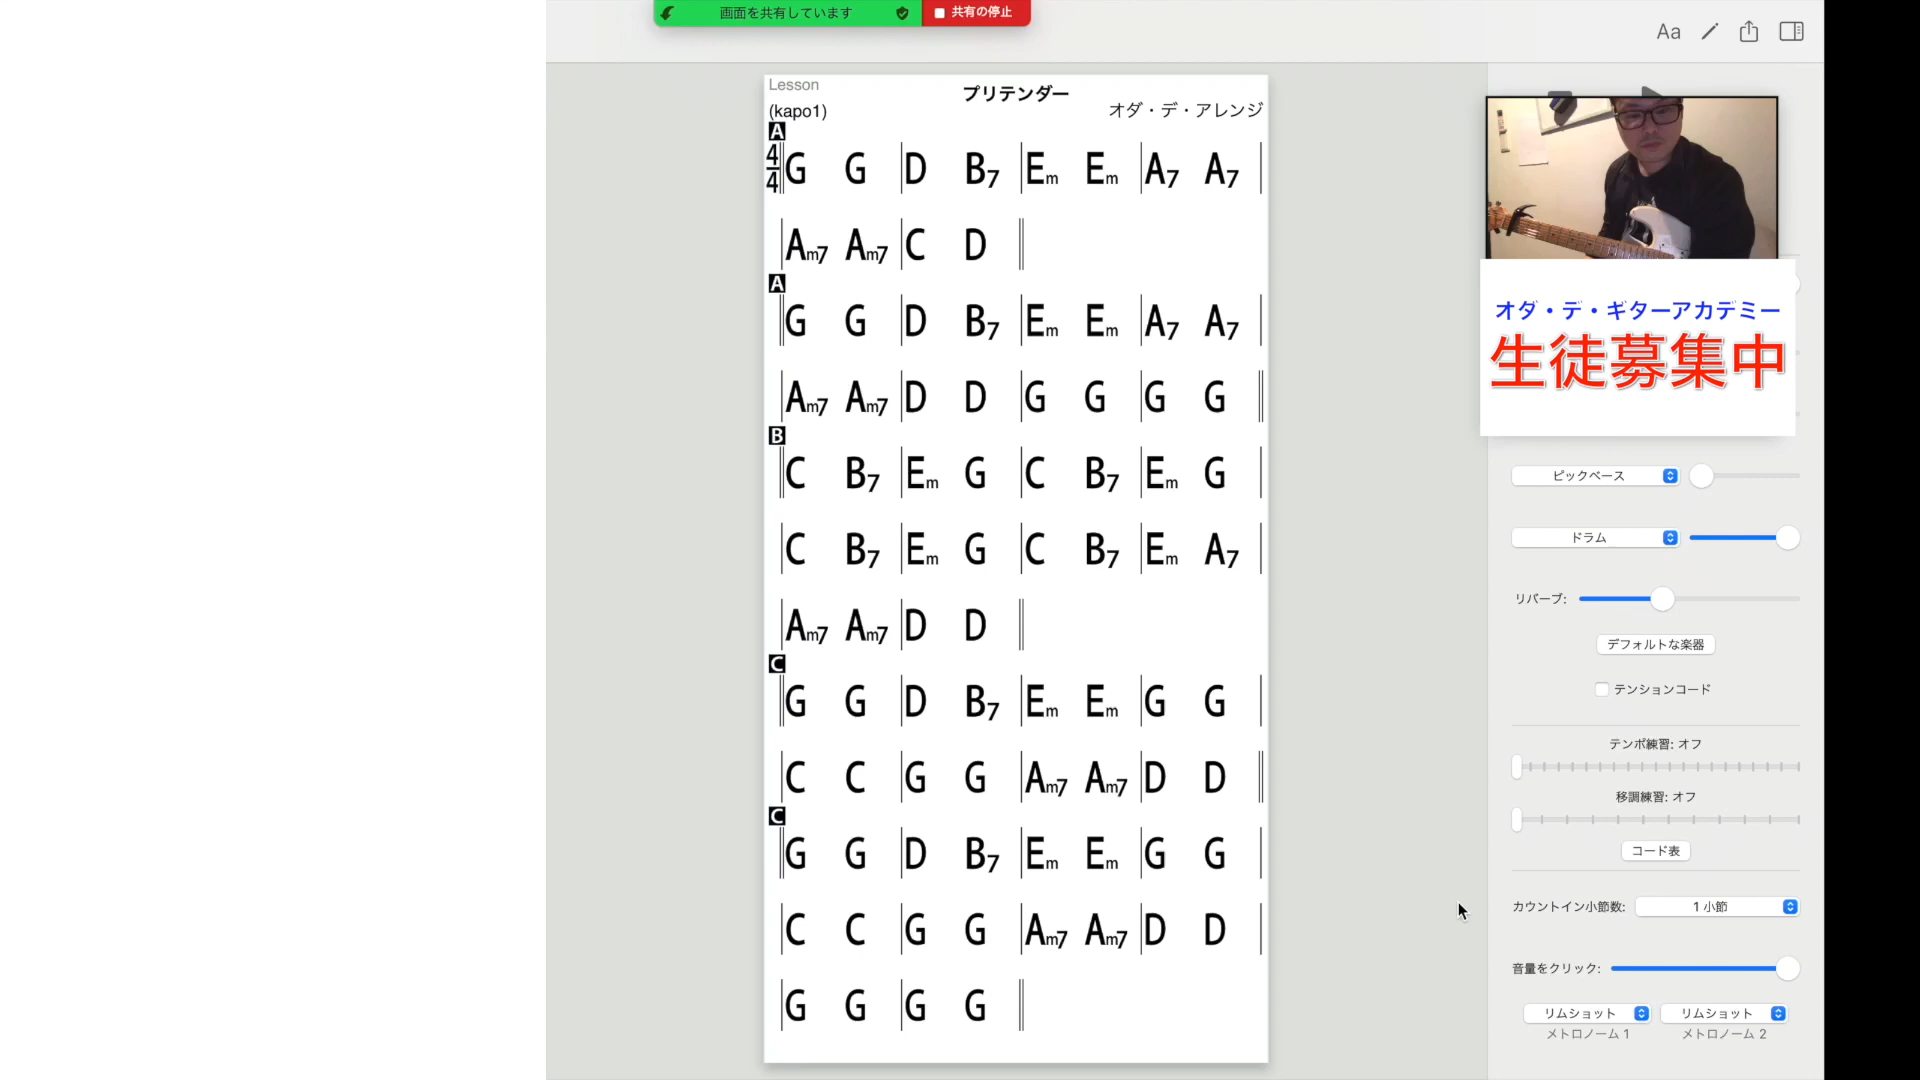 画面を共有しています
共有の停止
Aa
Lesson
プリテンダー
(kapo1)
オダ・デ・アレンジ
A
4/4 G G D B7 Em Em A7 A7
Am7 Am7 C D
A
G G D B7 Em Em A7 A7
Am7 Am7 D D G G G G
B
C B7 Em G C B7 Em G
C B7 Em G C B7 Em A7
Am7 Am7 D D
C
G G D B7 Em Em G G
C C G G Am7 Am7 D D
C
G G D B7 Em Em G G
C C G G Am7 Am7 D D
G G G G
オダ・デ・ギターアカデミー
生徒募集中
ピックベース
ドラム
リバーブ:
デフォルトな楽器
テンションコード
テンポ練習: オフ
移調練習: オフ
コード表
カウントイン小節数: 1 小節
音量をクリック:
リムショット リムショット
メトロノーム 1 メトロノーム 2